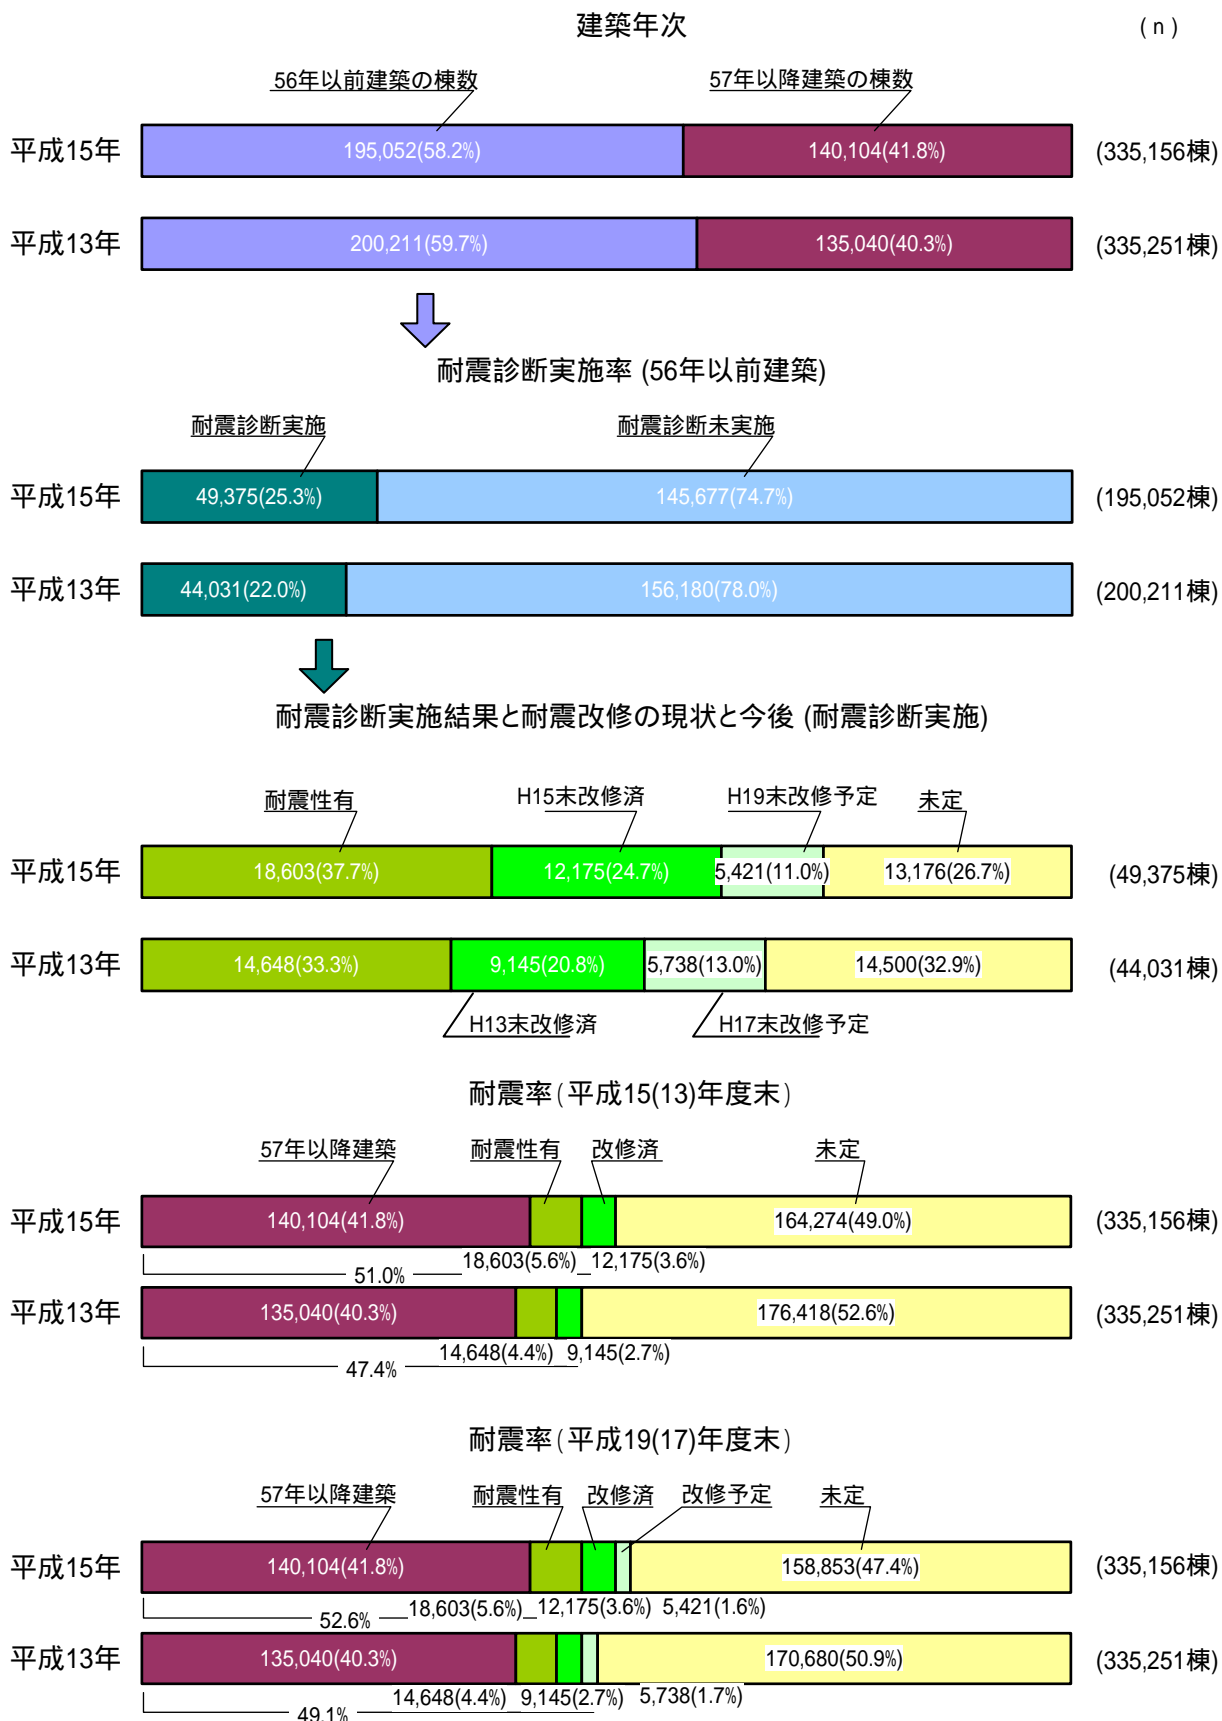 建築年次 (n)
56年以前建築の棟数 57年以降建築の棟数
平成15年 195,052(58.2%) 140,104(41.8%) (335,156棟)
平成13年 200,211(59.7%) 135,040(40.3%) (335,251棟)
耐震診断実施率 (56年以前建築)
耐震診断実施 耐震診断未実施
平成15年 49,375(25.3%) 145,677(74.7%) (195,052棟)
平成13年 44,031(22.0%) 156,180(78.0%) (200,211棟)
耐震診断実施結果と耐震改修の現状と今後 (耐震診断実施)
耐震性有 H15末改修済 H19末改修予定 未定
平成15年 18,603(37.7%) 12,175(24.7%) 5,421(11.0%) 13,176(26.7%) (49,375棟)
平成13年 14,648(33.3%) 9,145(20.8%) 5,738(13.0%) 14,500(32.9%) (44,031棟)
H13末改修済 H17末改修予定
耐震率(平成15(13)年度末)
57年以降建築 耐震性有 改修済 未定
平成15年 140,104(41.8%) 164,274(49.0%) (335,156棟)
18,603(5.6%) 12,175(3.6%)
51.0%
平成13年 135,040(40.3%) 176,418(52.6%) (335,251棟)
14,648(4.4%) 9,145(2.7%)
47.4%
耐震率(平成19(17)年度末)
57年以降建築 耐震性有 改修済 改修予定 未定
平成15年 140,104(41.8%) 158,853(47.4%) (335,156棟)
18,603(5.6%) 12,175(3.6%) 5,421(1.6%)
52.6%
平成13年 135,040(40.3%) 170,680(50.9%) (335,251棟)
14,648(4.4%) 9,145(2.7%) 5,738(1.7%)
49.1%